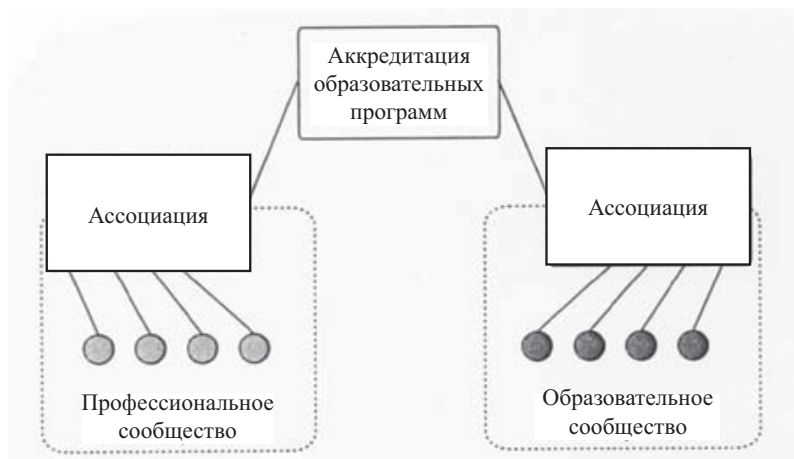 Аккредитация
образовательных
программ
Ассоциация
Ассоциация
Профессиональное
сообщество
Образовательное
сообщество